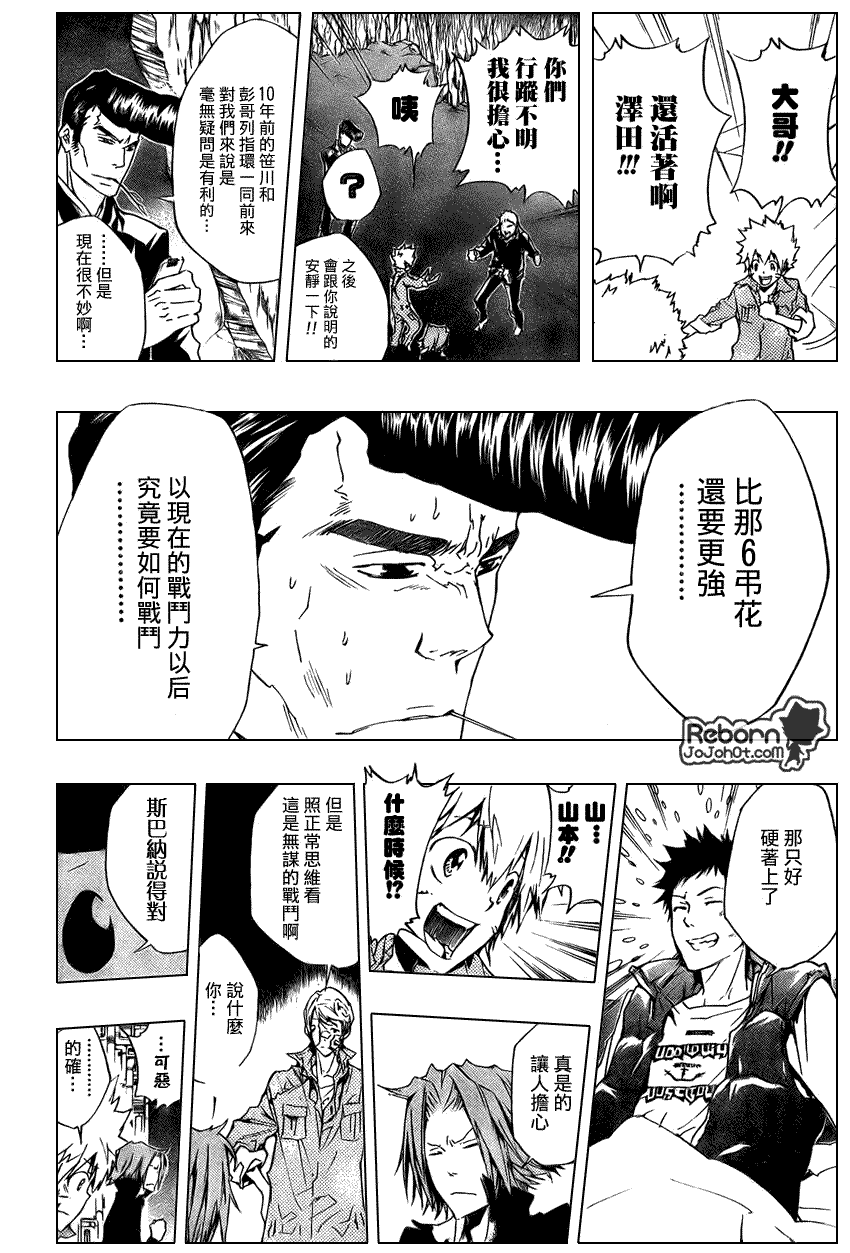 大哥!!
還活著啊
澤田!!!
你們
行蹤不明
我很擔心…
咦
?
之後
會跟你說明的
安靜一下!!
10年前的笹川和
彭哥列指環一同前來
對我們來說是
毫無疑問是有利的…
……但是
現在很不妙啊…
比那6弔花
還要更強
………
以現在的戰鬥力以后
究竟要如何戰鬥
…………
那只好
硬著上了
山…
山本!!
什麼時候!?
真是的
讓人擔心
但是
照正常思維看
這是無謀的戰鬥啊
說什麼
你…
斯巴納説得對
…可惡
………
的確…
Reborn
JoJoHot.com